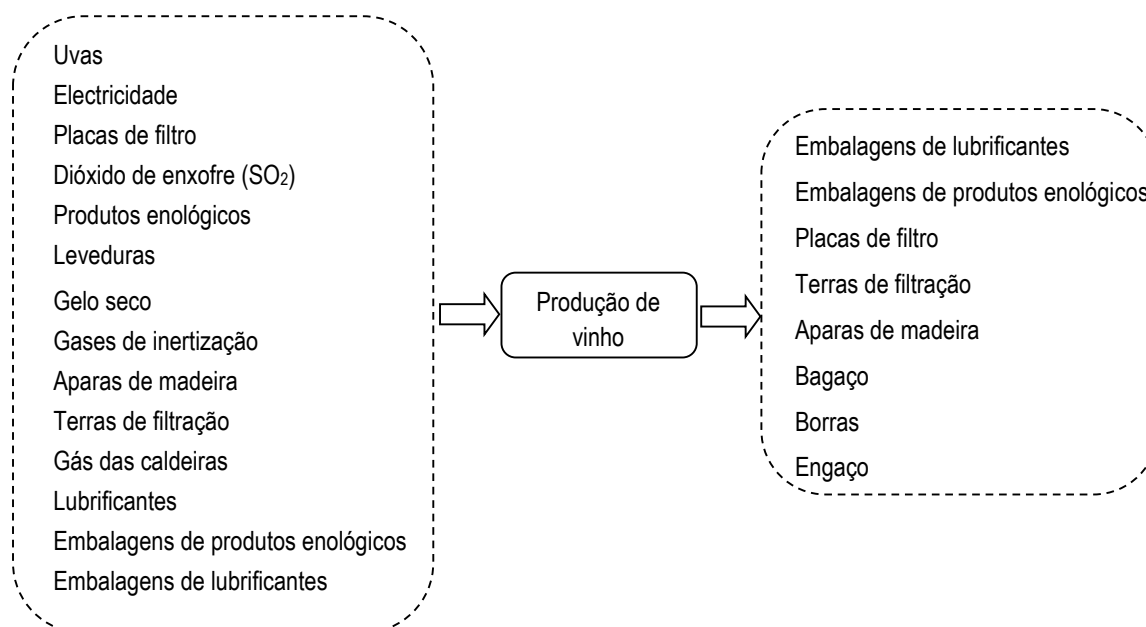 Uvas
Electricidade
Placas de filtro
Dióxido de enxofre (SO₂)
Produtos enológicos
Leveduras
Gelo seco
Gases de inertização
Aparas de madeira
Terras de filtração
Gás das caldeiras
Lubrificantes
Embalagens de produtos enológicos
Embalagens de lubrificantes
Produção de
vinho
Embalagens de lubrificantes
Embalagens de produtos enológicos
Placas de filtro
Terras de filtração
Aparas de madeira
Bagaço
Borras
Engaço